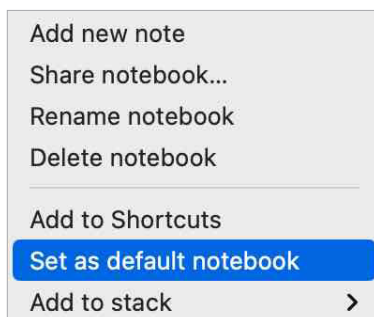 Add new note
Share notebook...
Rename notebook
Delete notebook
Add to Shortcuts
Set as default notebook
Add to stack